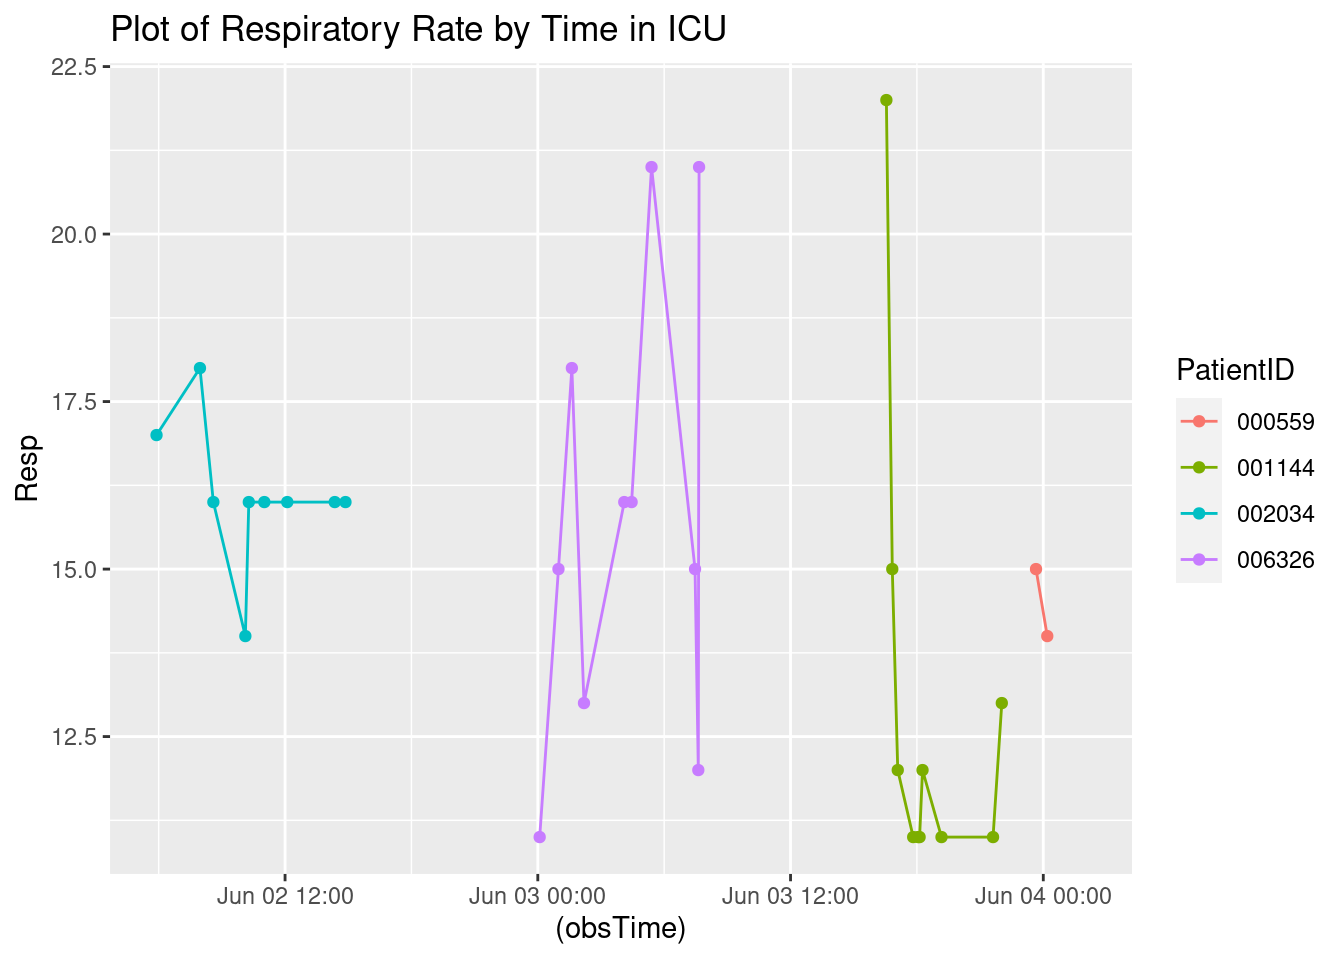 Plot of Respiratory Rate by Time in ICU
22.5
20.0
17.5
15.0
12.5
Resp
Jun 02 12:00
Jun 03 00:00
Jun 03 12:00
Jun 04 00:00
(obsTime)
PatientID
000559
001144
002034
006326